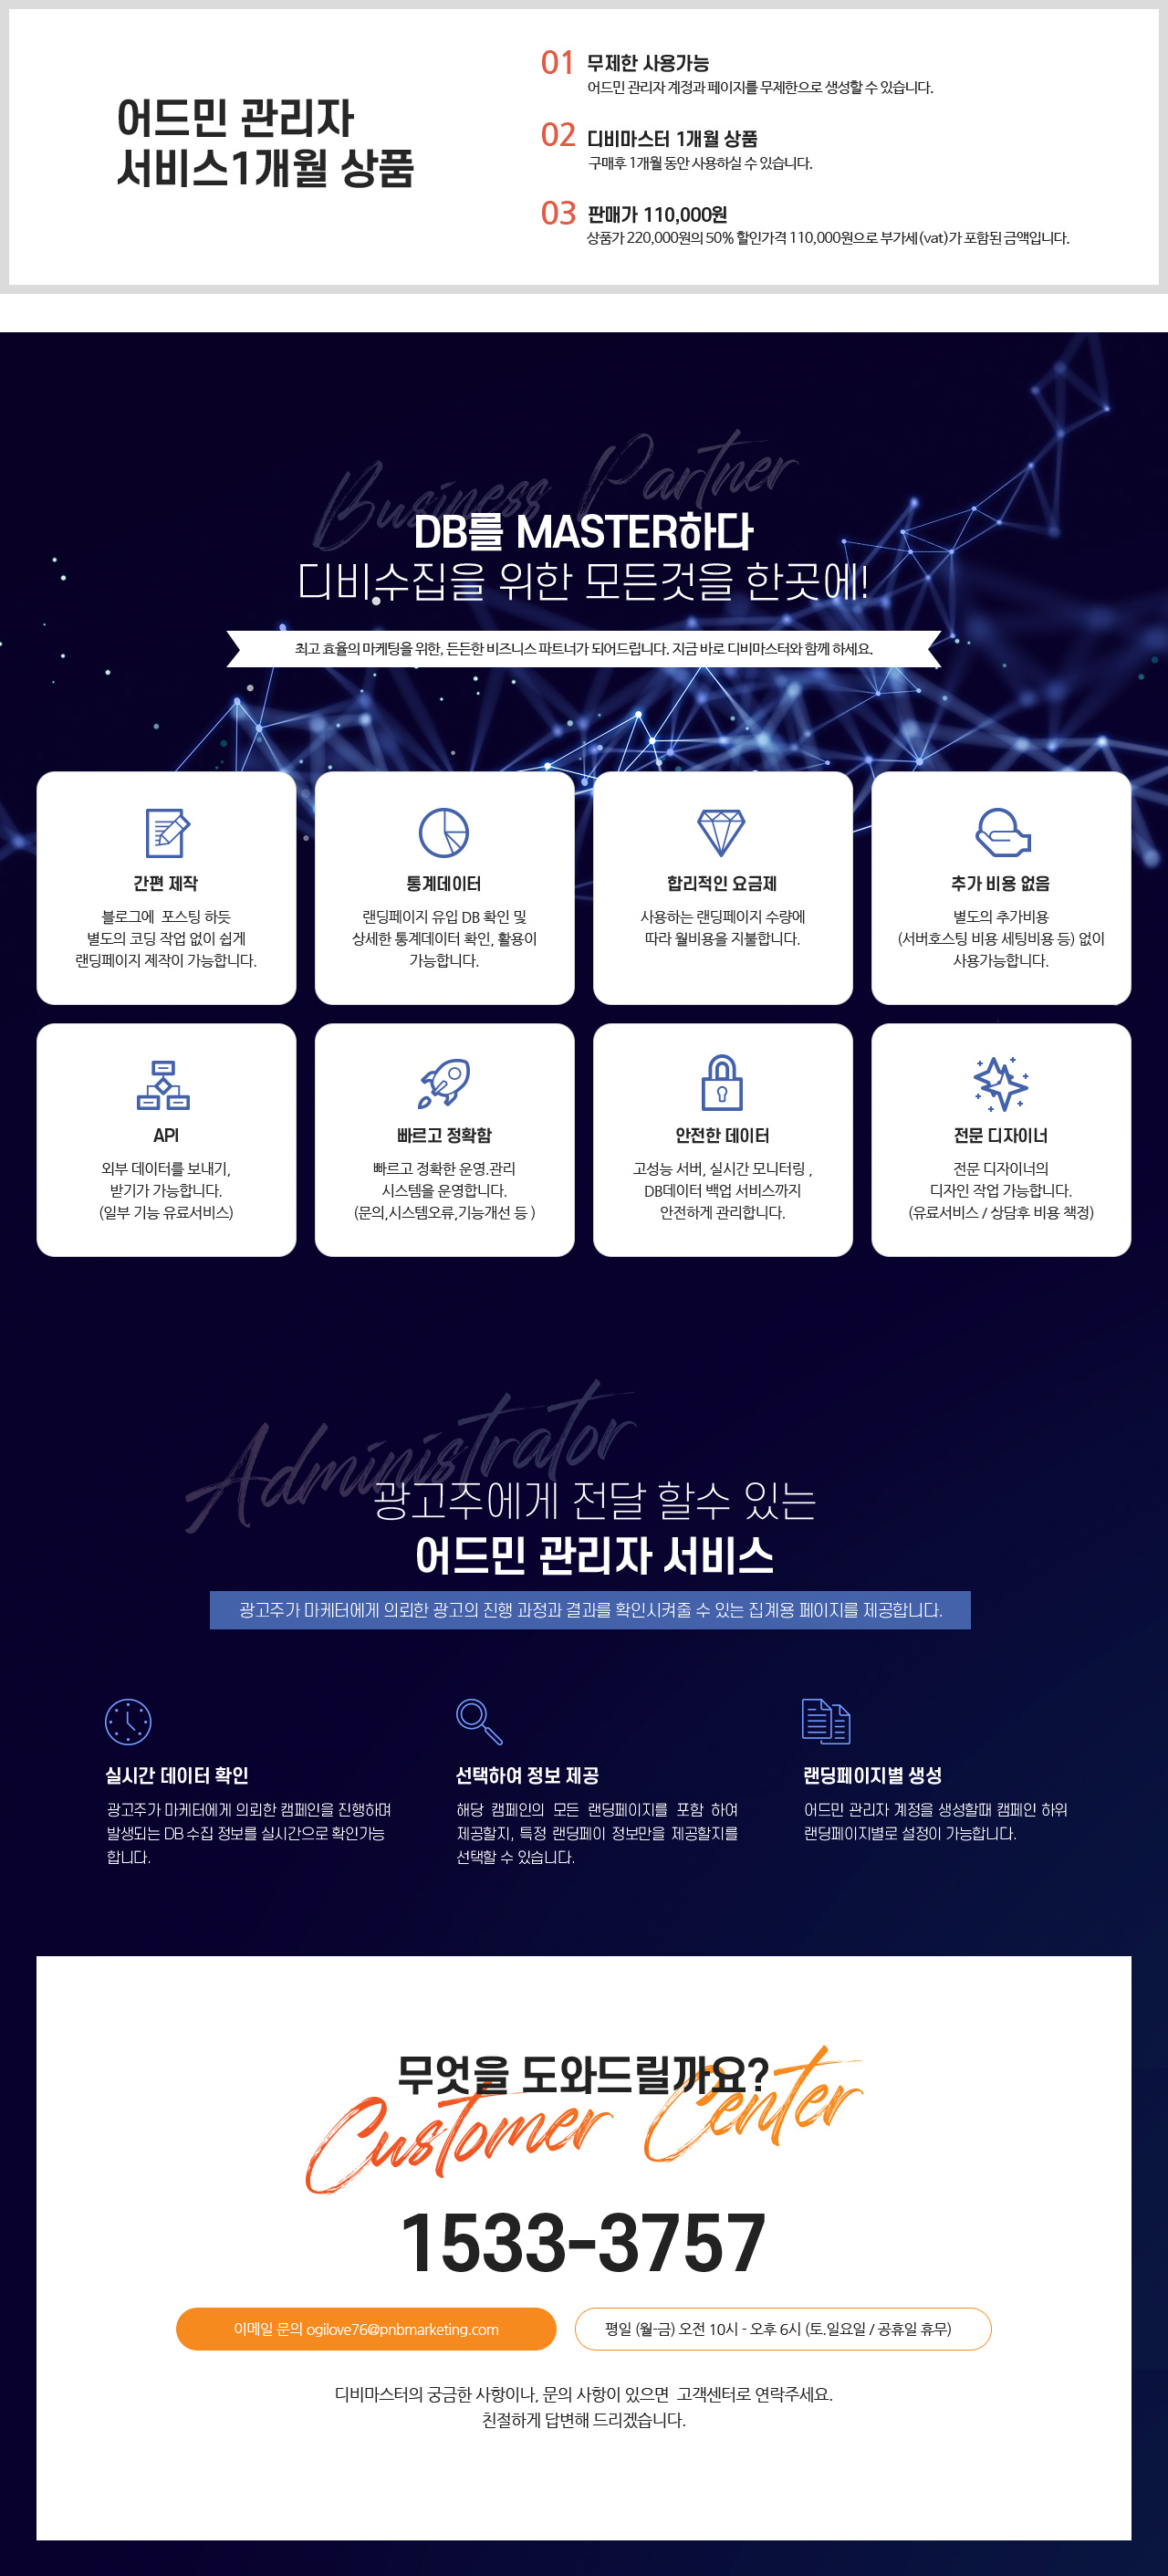 어드민 관리자
서비스1개월 상품
01 무제한 사용가능
어드민 관리자 계정과 페이지를 무제한으로 생성할 수 있습니다.
02 디비마스터 1개월 상품
구매후 1개월 동안 사용하실 수 있습니다.
03 판매가 110,000원
상품가 220,000원의 50% 할인가격 110,000원으로 부가세(vat)가 포함된 금액입니다.
Business Partner
DB를 MASTER하다
디비수집을 위한 모든것을 한곳에!
최고 효율의 마케팅을 위한, 든든한 비즈니스 파트너가 되어드립니다. 지금 바로 디비마스터와 함께 하세요.
간편 제작
블로그에 포스팅 하듯
별도의 코딩 작업 없이 쉽게
랜딩페이지 제작이 가능합니다.
통계데이터
랜딩페이지 유입 DB 확인 및
상세한 통계데이터 확인, 활용이
가능합니다.
합리적인 요금제
사용하는 랜딩페이지 수량에
따라 월비용을 지불합니다.
추가 비용 없음
별도의 추가비용
(서버호스팅 비용 세팅비용 등) 없이
사용가능합니다.
API
외부 데이터를 보내기,
받기가 가능합니다.
(일부 기능 유료서비스)
빠르고 정확함
빠르고 정확한 운영.관리
시스템을 운영합니다.
(문의,시스템오류,기능개선 등 )
안전한 데이터
고성능 서버, 실시간 모니터링 ,
DB데이터 백업 서비스까지
안전하게 관리합니다.
전문 디자이너
전문 디자이너의
디자인 작업 가능합니다.
(유료서비스 / 상담후 비용 책정)
Administrator
광고주에게 전달 할수 있는
어드민 관리자 서비스
광고주가 마케터에게 의뢰한 광고의 진행 과정과 결과를 확인시켜줄 수 있는 집계용 페이지를 제공합니다.
실시간 데이터 확인
광고주가 마케터에게 의뢰한 캠페인을 진행하며
발생되는 DB 수집 정보를 실시간으로 확인가능
합니다.
선택하여 정보 제공
해당 캠페인의 모든 랜딩페이지를 포함 하여
제공할지, 특정 랜딩페이 정보만을 제공할지를
선택할 수 있습니다.
랜딩페이지별 생성
어드민 관리자 계정을 생성할때 캠페인 하위
랜딩페이지별로 설정이 가능합니다.
무엇을 도와드릴까요?
Customer Center
1533-3757
이메일 문의 ogilove76@pnbmarketing.com
평일 (월-금) 오전 10시 - 오후 6시 (토.일요일 / 공휴일 휴무)
디비마스터의 궁금한 사항이나, 문의 사항이 있으면 고객센터로 연락주세요.
친절하게 답변해 드리겠습니다.